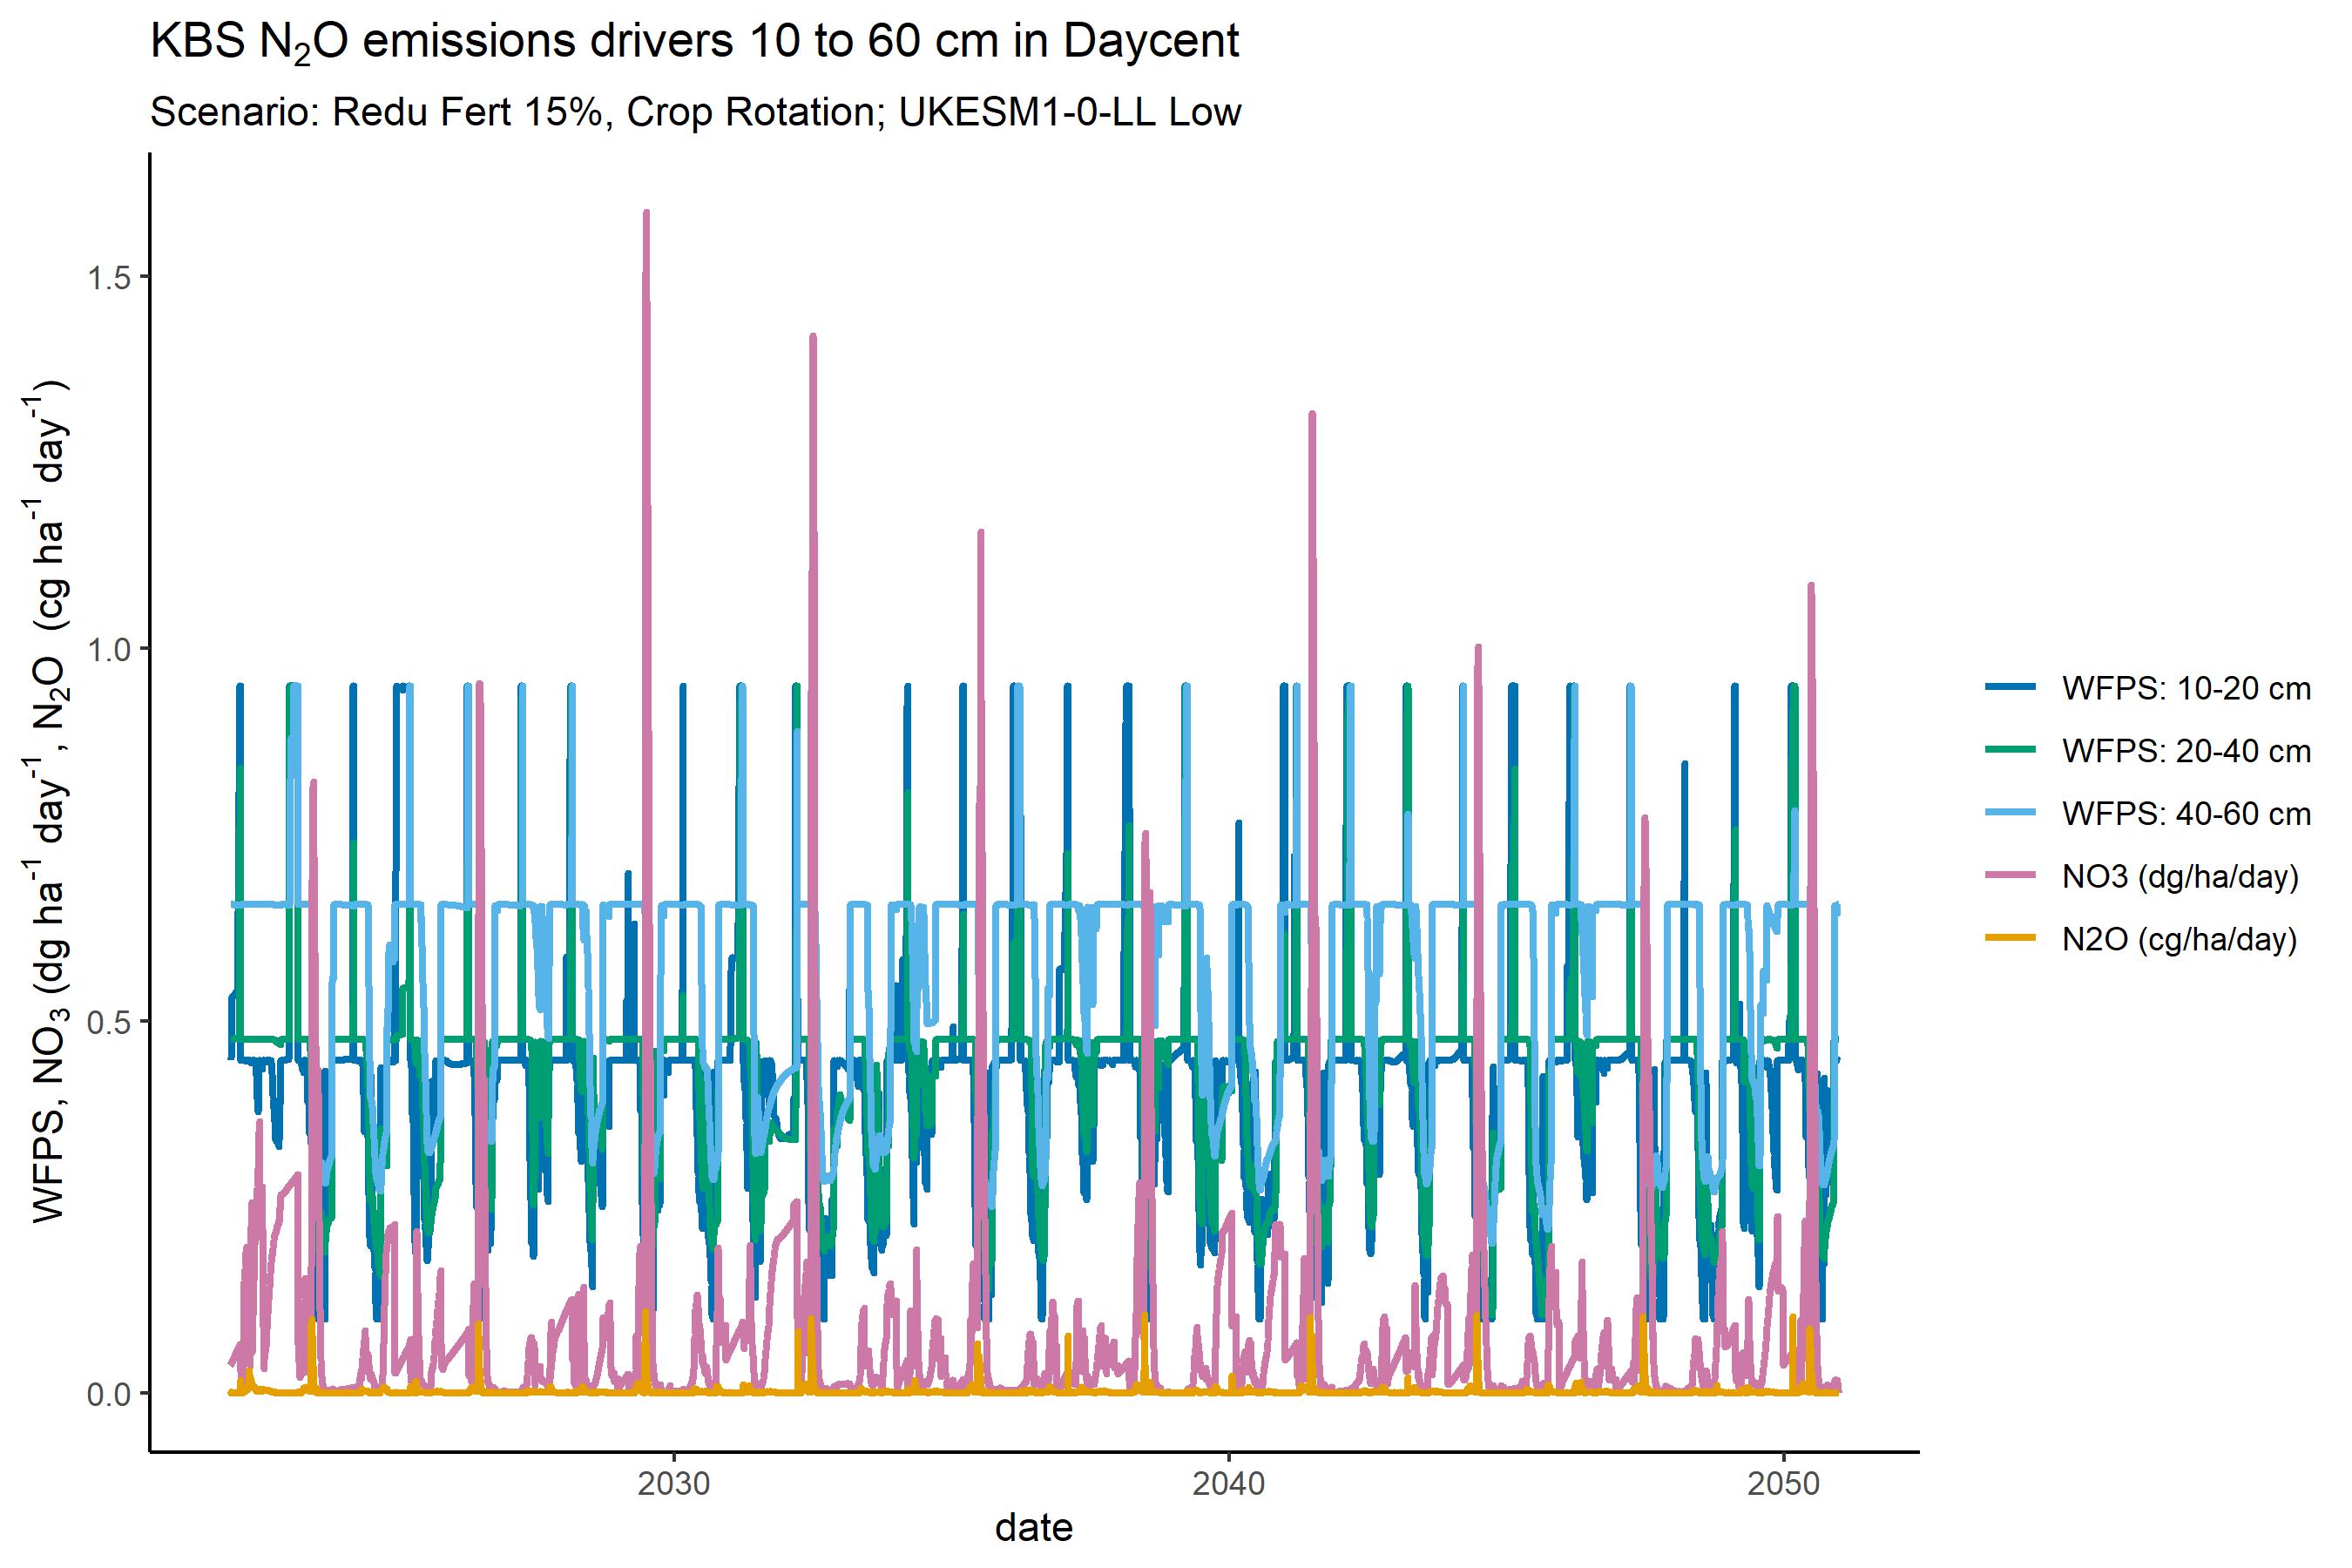 KBS N₂O emissions drivers 10 to 60 cm in Daycent
Scenario: Redu Fert 15%, Crop Rotation; UKESM1-0-LL Low
WFPS, NO₃ (dg ha⁻¹ day⁻¹, N₂O (cg ha⁻¹ day⁻¹)
1.5
1.0
0.5
0.0
2030
2040
2050
date
WFPS: 10-20 cm
WFPS: 20-40 cm
WFPS: 40-60 cm
NO3 (dg/ha/day)
N2O (cg/ha/day)